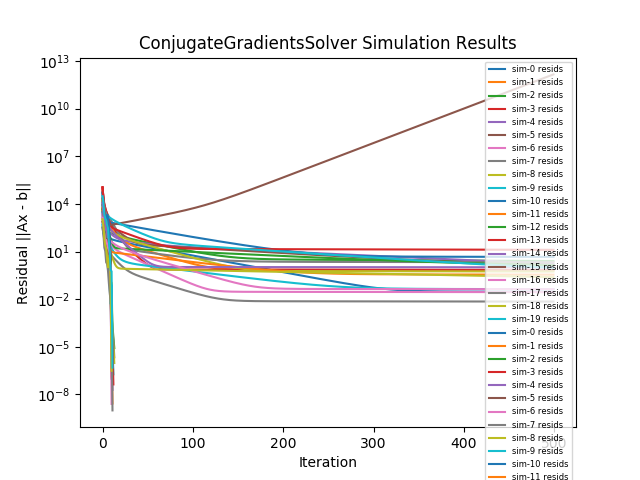 ConjugateGradientsSolver Simulation Results
Residual ||Ax - b||
10^13
10^10
10^7
10^4
10^1
10^-2
10^-5
10^-8
0 100 200 300 400 500
Iteration
sim-0 resids
sim-1 resids
sim-2 resids
sim-3 resids
sim-4 resids
sim-5 resids
sim-6 resids
sim-7 resids
sim-8 resids
sim-9 resids
sim-10 resids
sim-11 resids
sim-12 resids
sim-13 resids
sim-14 resids
sim-15 resids
sim-16 resids
sim-17 resids
sim-18 resids
sim-19 resids
sim-0 resids
sim-1 resids
sim-2 resids
sim-3 resids
sim-4 resids
sim-5 resids
sim-6 resids
sim-7 resids
sim-8 resids
sim-9 resids
sim-10 resids
sim-11 resids